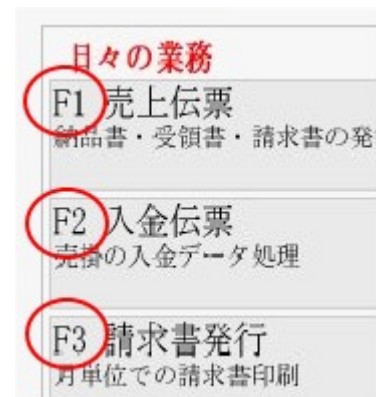 日々の業務
F1 売上伝票
納品書・受領書・請求書の発
F2 入金伝票
売掛の入金データ処理
F3 請求書発行
月単位での請求書印刷